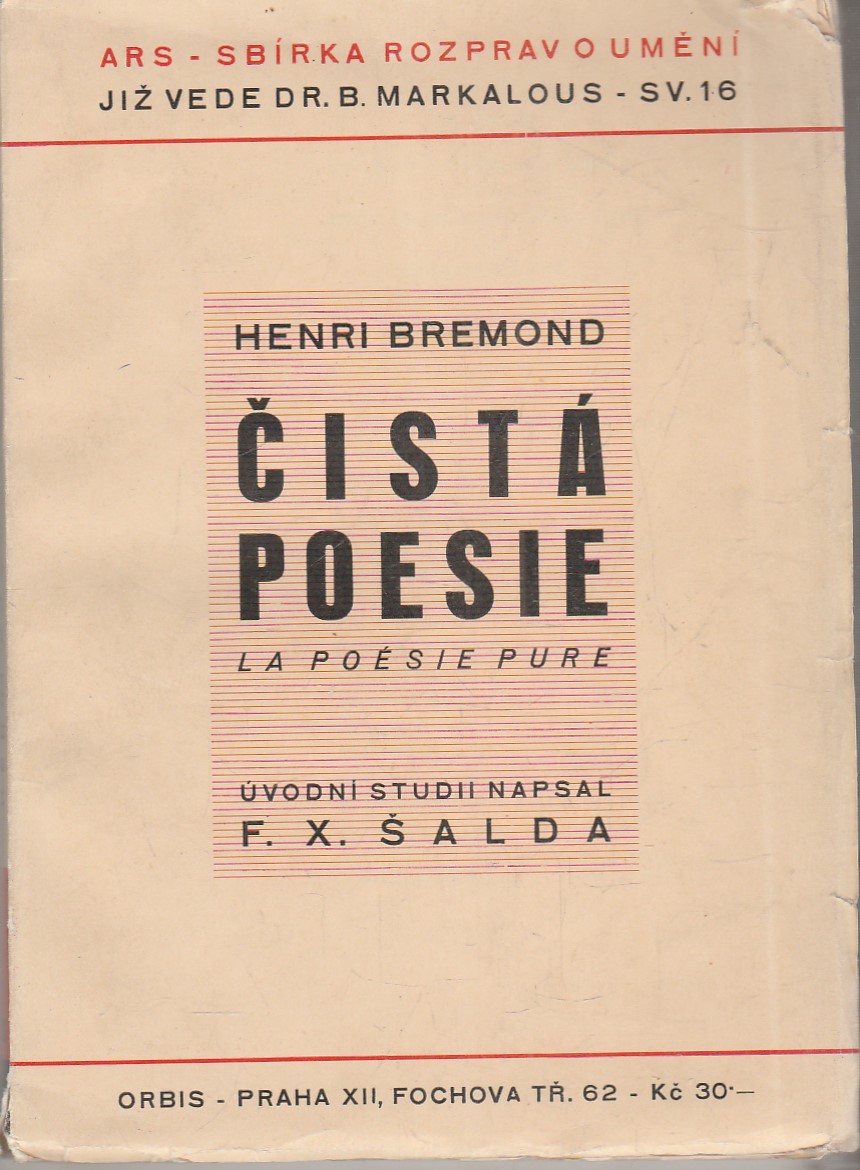 ARS - SBÍRKA ROZPRAV O UMĚNÍ
JIŽ VEDE DR. B. MARKALOUS - SV. 16
HENRI BREMOND
ČISTÁ
POESIE
LA POÉSIE PURE
ÚVODNÍ STUDII NAPSAL
F. X. ŠALDA
ORBIS - PRAHA XII, FOCHOVA TŘ. 62 - Kč 30·—